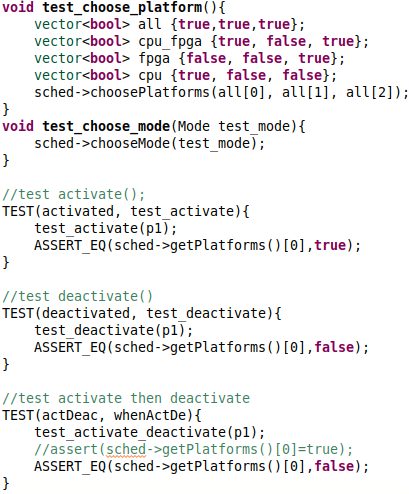 void test_choose_platform(){
    vector<bool> all {true,true,true};
    vector<bool> cpu_fpga {true, false, true};
    vector<bool> fpga {false, false, true};
    vector<bool> cpu {true, false, false};
    sched->choosePlatforms(all[0], all[1], all[2]);
}
void test_choose_mode(Mode test_mode){
    sched->chooseMode(test_mode);
}

//test activate();
TEST(activated, test_activate){
    test_activate(p1);
    ASSERT_EQ(sched->getPlatforms()[0],true);
}

//test deactivate()
TEST(deactivated, test_deactivate){
    test_deactivate(p1);
    ASSERT_EQ(sched->getPlatforms()[0],false);
}

//test activate then deactivate
TEST(actDeac, whenActDe){
    test_activate_deactivate(p1);
    //assert(sched->getPlatforms()[0]=true);
    ASSERT_EQ(sched->getPlatforms()[0],false);
}